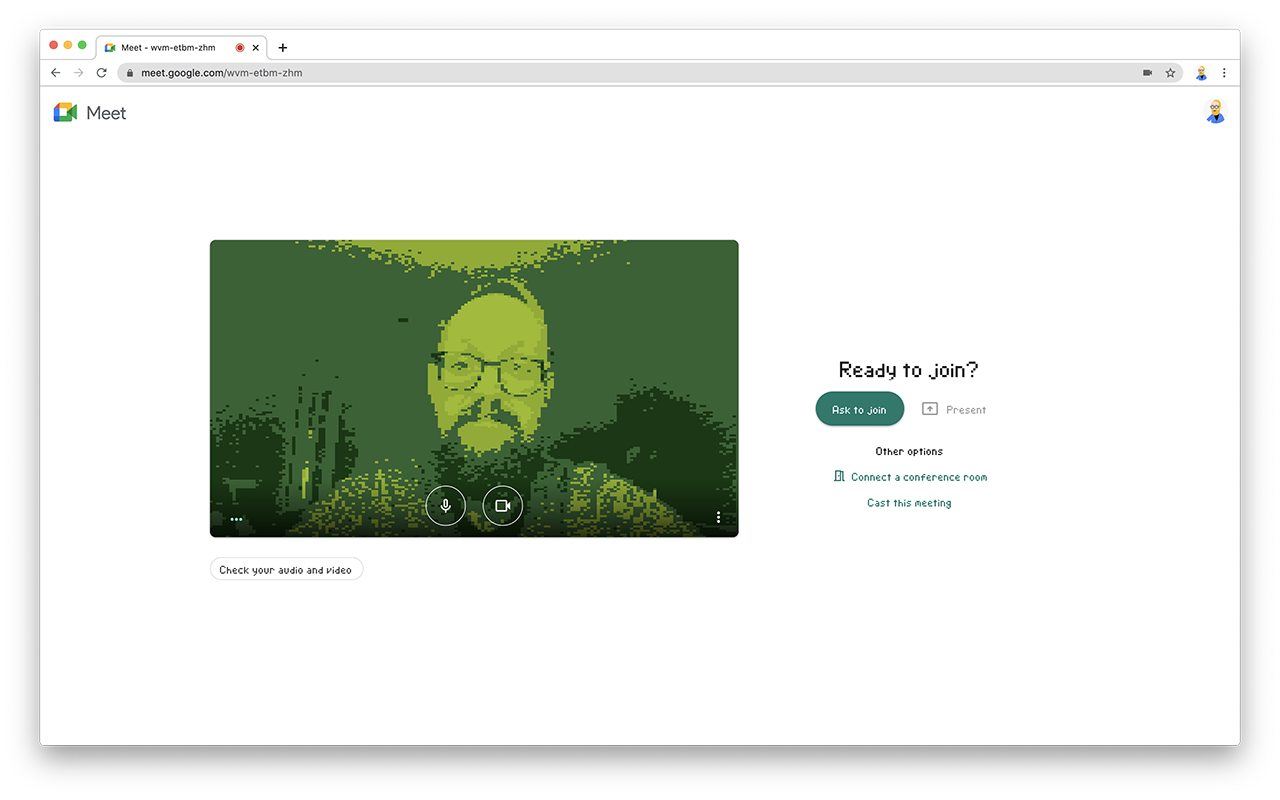 Meet - wvm-etbm-zhm
meet.google.com/wvm-etbm-zhm
Meet
Ready to join?
Ask to join
Present
Other options
Connect a conference room
Cast this meeting
Check your audio and video